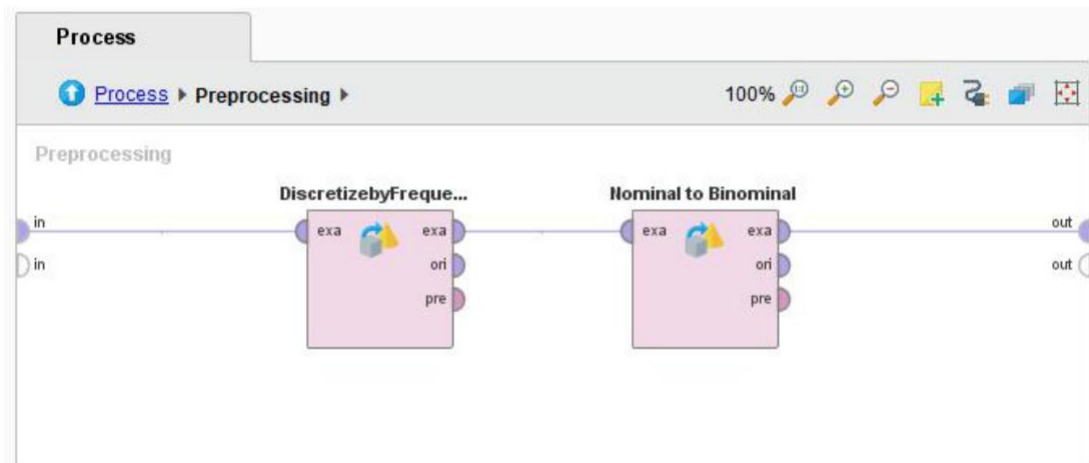 Process
Process ▸ Preprocessing ▸
100%
Preprocessing
DiscretizebyFreque...
Nominal to Binominal
in
exa
exa
exa
exa
out
in
ori
ori
out
pre
pre